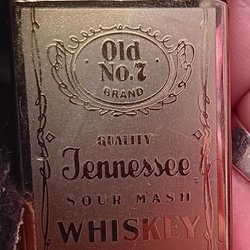 Old
No.7
BRAND
QUALITY
Tennessee
SOUR MASH
WHISKEY